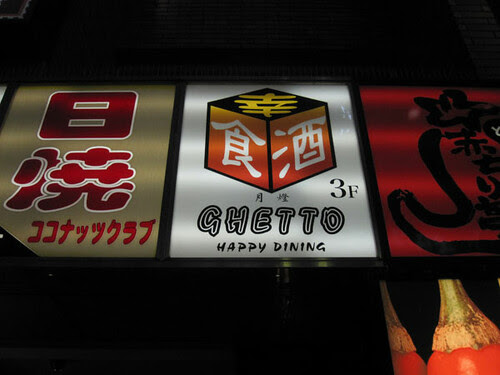 日
焼
ココナッツクラブ
幸
食 酒
月 燈
3F
GHETTO
HAPPY DINING